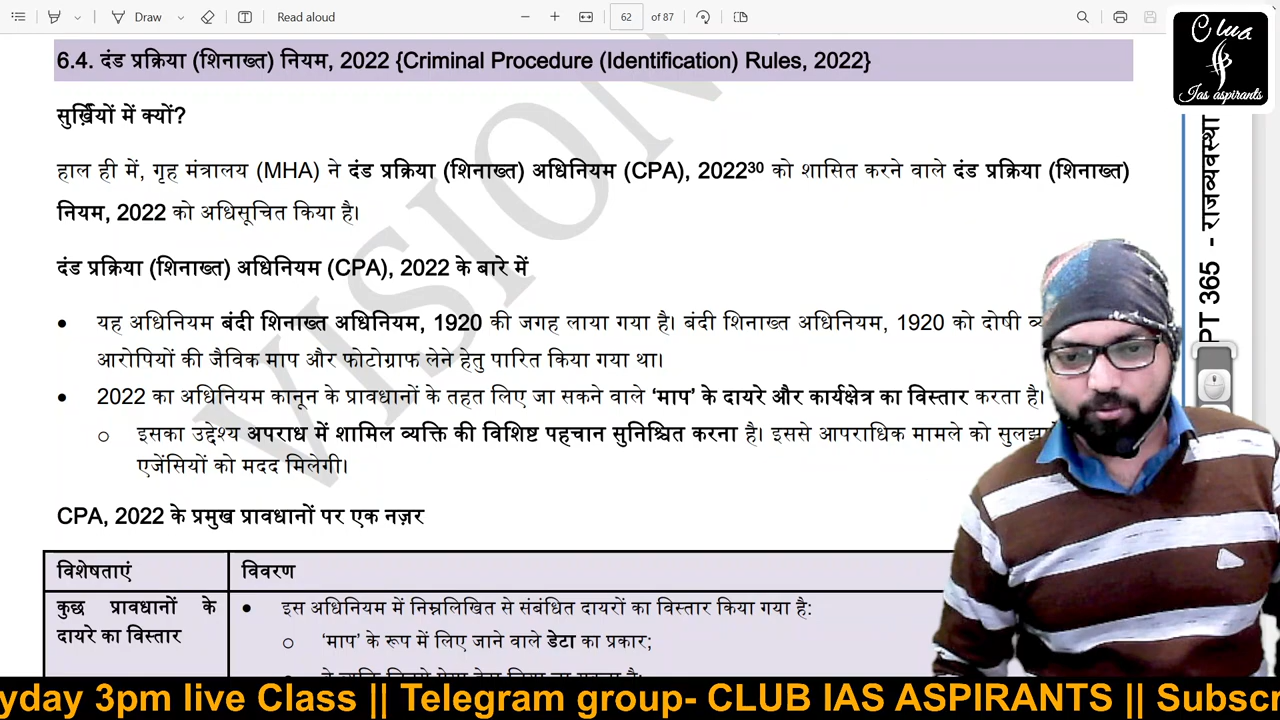 Draw
Read aloud
62
of 87
Clua
Ias aspirants
6.4. दंड प्रक्रिया (शिनाख्त) नियम, 2022 {Criminal Procedure (Identification) Rules, 2022}
सुर्ख़ियों में क्यों?
हाल ही में, गृह मंत्रालय (MHA) ने दंड प्रक्रिया (शिनाख्त) अधिनियम (CPA), 2022³⁰ को शासित करने वाले दंड प्रक्रिया (शिनाख्त)
नियम, 2022 को अधिसूचित किया है।
दंड प्रक्रिया (शिनाख्त) अधिनियम (CPA), 2022 के बारे में
• यह अधिनियम बंदी शिनाख्त अधिनियम, 1920 की जगह लाया गया है। बंदी शिनाख्त अधिनियम, 1920 को दोषी
आरोपियों की जैविक माप और फोटोग्राफ लेने हेतु पारित किया गया था।
• 2022 का अधिनियम कानून के प्रावधानों के तहत लिए जा सकने वाले 'माप' के दायरे और कार्यक्षेत्र का विस्तार करता है।
o इसका उद्देश्य अपराध में शामिल व्यक्ति की विशिष्ट पहचान सुनिश्चित करना है। इससे आपराधिक मामले को
एजेंसियों को मदद मिलेगी।
CPA, 2022 के प्रमुख प्रावधानों पर एक नज़र
विशेषताएं
विवरण
कुछ प्रावधानों के
दायरे का विस्तार
• इस अधिनियम में निम्नलिखित से संबंधित दायरों का विस्तार किया गया है:
o 'माप' के रूप में लिए जाने वाले डेटा का प्रकार;
VISION
PT 365 - राजव्यवस्था
yday 3pm live Class || Telegram group- CLUB IAS ASPIRANTS || Subscr